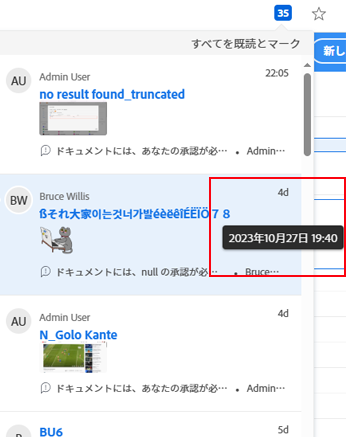 35
新し
すべてを既読とマーク
AU
Admin User
22:05
no result found_truncated
ドキュメントには、あなたの承認が必… • Admin…
BW
Bruce Willis
4d
ßそれ大家이는것너가발éèëêîÉËÏÖ７８
2023年10月27日 19:40
ドキュメントには、null の承認が必… • Bruce…
AU
Admin User
4d
N_Golo Kante
ドキュメントには、あなたの承認が必… • Admin…
BU6
5d